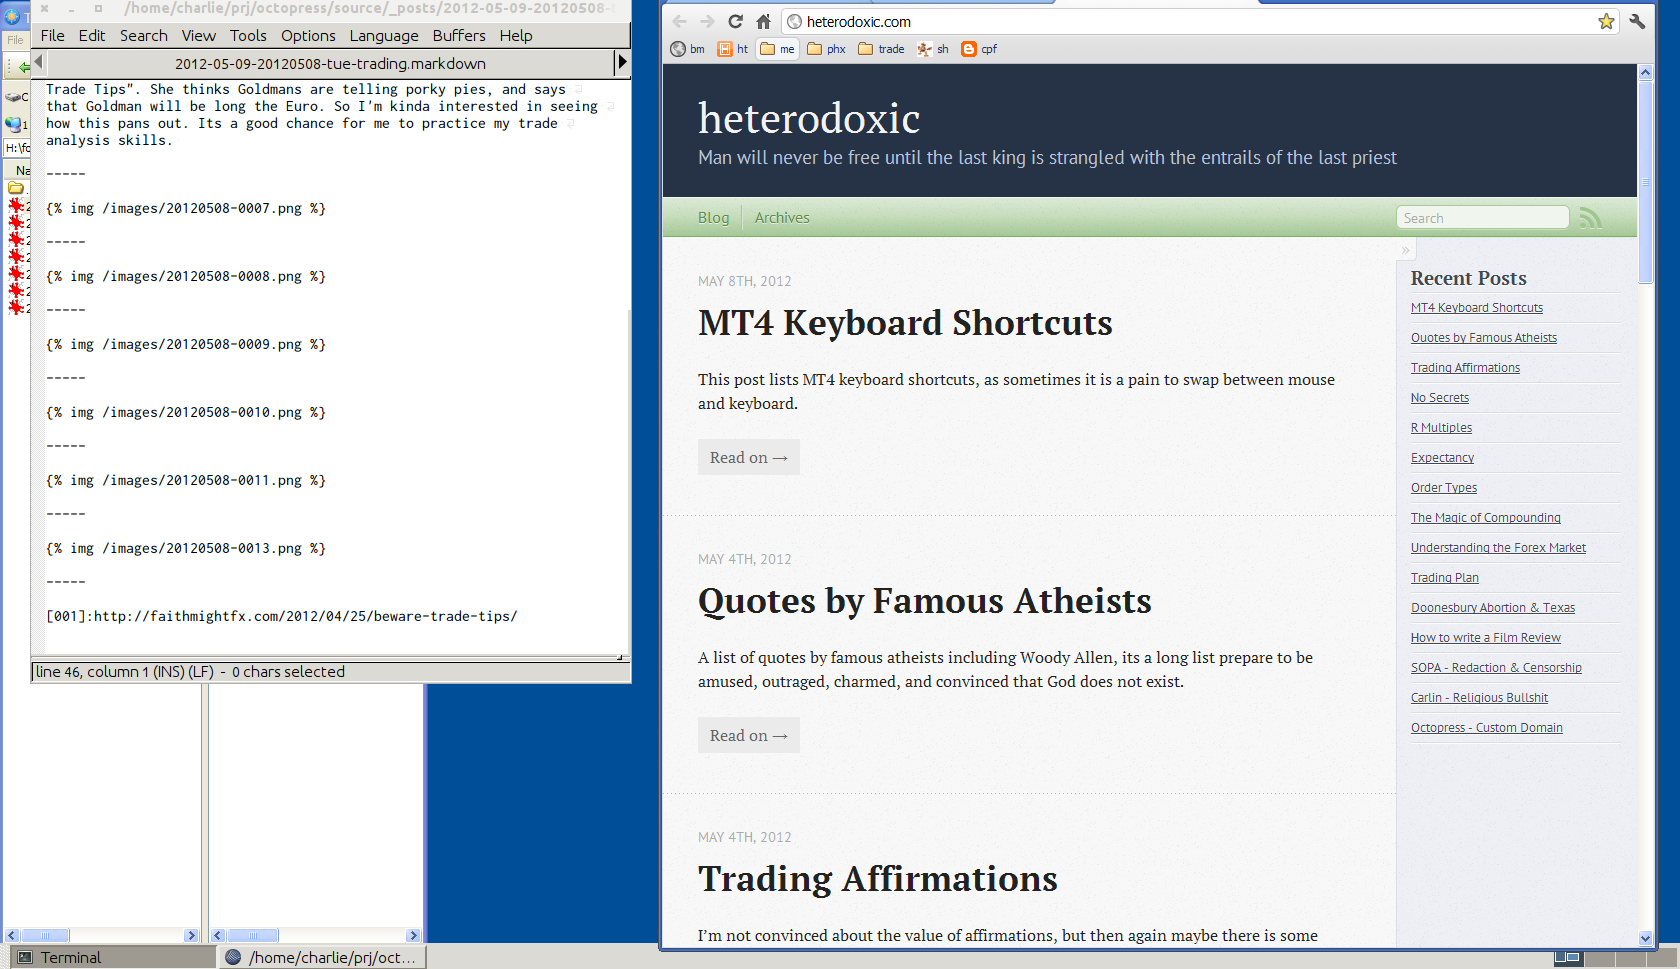 /home/charlie/prj/octopress/source/_posts/2012-05-09-20120508-t
File Edit Search View Tools Options Language Buffers Help
2012-05-09-20120508-tue-trading.markdown
Trade Tips". She thinks Goldmans are telling porky pies, and says
that Goldman will be long the Euro. So I'm kinda interested in seeing
how this pans out. Its a good chance for me to practice my trade
analysis skills.
-----
{% img /images/20120508-0007.png %}
-----
{% img /images/20120508-0008.png %}
-----
{% img /images/20120508-0009.png %}
-----
{% img /images/20120508-0010.png %}
-----
{% img /images/20120508-0011.png %}
-----
{% img /images/20120508-0013.png %}
-----
[001]:http://faithmightfx.com/2012/04/25/beware-trade-tips/
line 46, column 1 (INS) (LF) - 0 chars selected
File
H:\fo
Na
Terminal
/home/charlie/prj/oct...
heterodoxic.com
bm ht me phx trade sh cpf
heterodoxic
Man will never be free until the last king is strangled with the entrails of the last priest
Blog Archives Search
»
MAY 8TH, 2012
MT4 Keyboard Shortcuts
This post lists MT4 keyboard shortcuts, as sometimes it is a pain to swap between mouse
and keyboard.
Read on →
MAY 4TH, 2012
Quotes by Famous Atheists
A list of quotes by famous atheists including Woody Allen, its a long list prepare to be
amused, outraged, charmed, and convinced that God does not exist.
Read on →
MAY 4TH, 2012
Trading Affirmations
I'm not convinced about the value of affirmations, but then again maybe there is some
Recent Posts
MT4 Keyboard Shortcuts
Quotes by Famous Atheists
Trading Affirmations
No Secrets
R Multiples
Expectancy
Order Types
The Magic of Compounding
Understanding the Forex Market
Trading Plan
Doonesbury Abortion & Texas
How to write a Film Review
SOPA - Redaction & Censorship
Carlin - Religious Bullshit
Octopress - Custom Domain